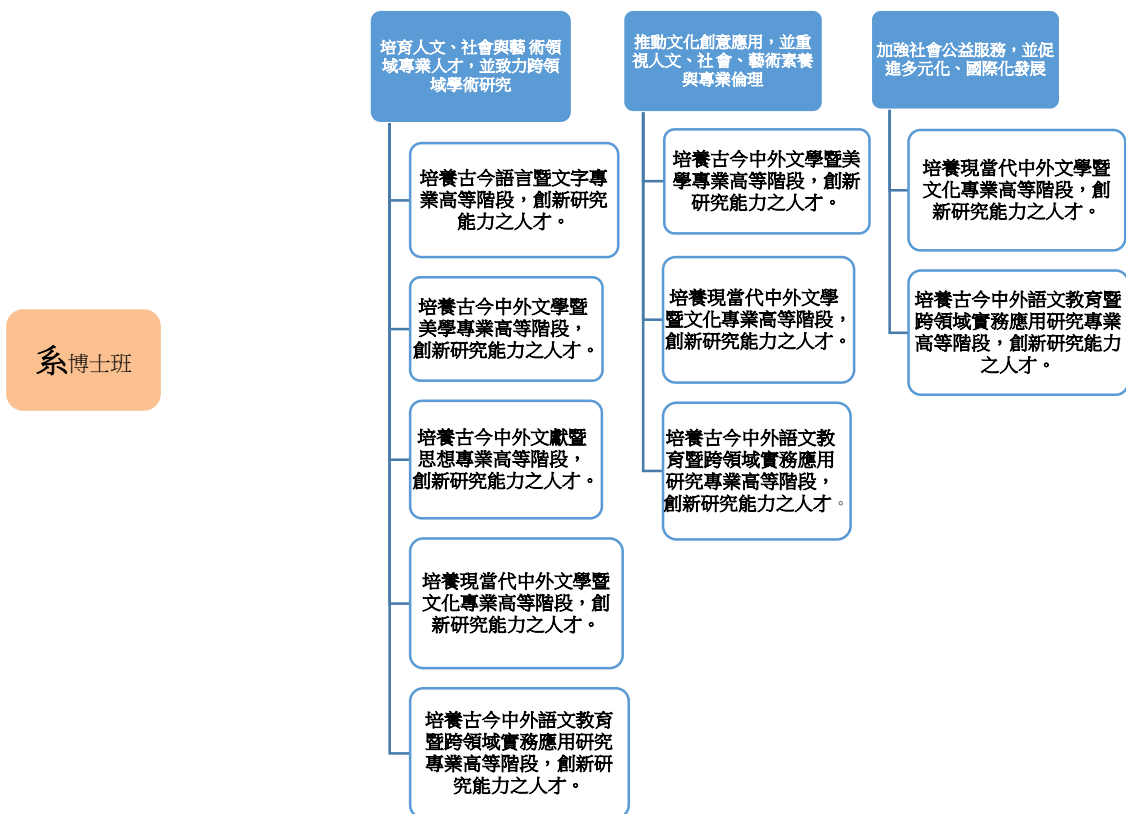 系博士班
培育人文、社會與藝術領
域專業人才，並致力跨領
域學術研究
培養古今語言暨文字專
業高等階段，創新研究
能力之人才。
培養古今中外文學暨
美學專業高等階段，
創新研究能力之人才。
培養古今中外文獻暨
思想專業高等階段，
創新研究能力之人才。
培養現當代中外文學暨
文化專業高等階段，創
新研究能力之人才。
培養古今中外語文教育
暨跨領域實務應用研究
專業高等階段，創新研
究能力之人才。
推動文化創意應用，並重
視人文、社會、藝術素養
與專業倫理
培養古今中外文學暨美
學專業高等階段，創新
研究能力之人才。
培養現當代中外文學
暨文化專業高等階段，
創新研究能力之人才。
培養古今中外語文教
育暨跨領域實務應用
研究專業高等階段，
創新研究能力之人才。
加強社會公益服務，並促
進多元化、國際化發展
培養現當代中外文學暨
文化專業高等階段，創
新研究能力之人才。
培養古今中外語文教育暨
跨領域實務應用研究專業
高等階段，創新研究能力
之人才。